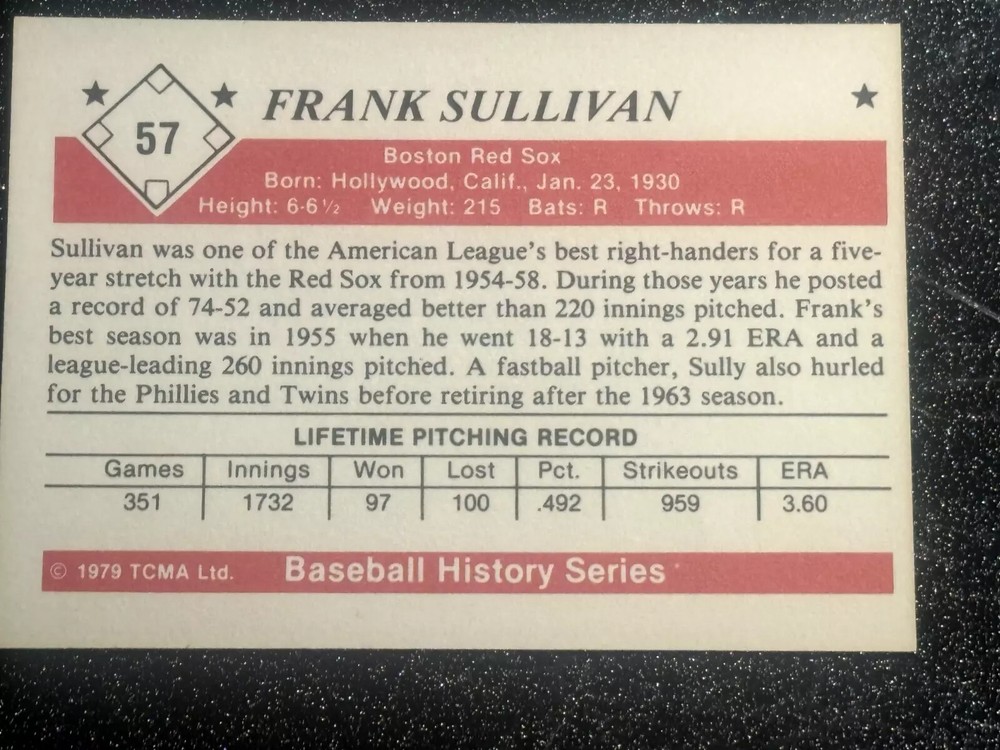 57
FRANK SULLIVAN
Boston Red Sox
Born: Hollywood, Calif., Jan. 23, 1930
Height: 6-6½ Weight: 215 Bats: R Throws: R
Sullivan was one of the American League's best right-handers for a five-
year stretch with the Red Sox from 1954-58. During those years he posted
a record of 74-52 and averaged better than 220 innings pitched. Frank's
best season was in 1955 when he went 18-13 with a 2.91 ERA and a
league-leading 260 innings pitched. A fastball pitcher, Sully also hurled
for the Phillies and Twins before retiring after the 1963 season.
LIFETIME PITCHING RECORD
Games Innings Won Lost Pct. Strikeouts ERA
351 1732 97 100 .492 959 3.60
© 1979 TCMA Ltd. Baseball History Series